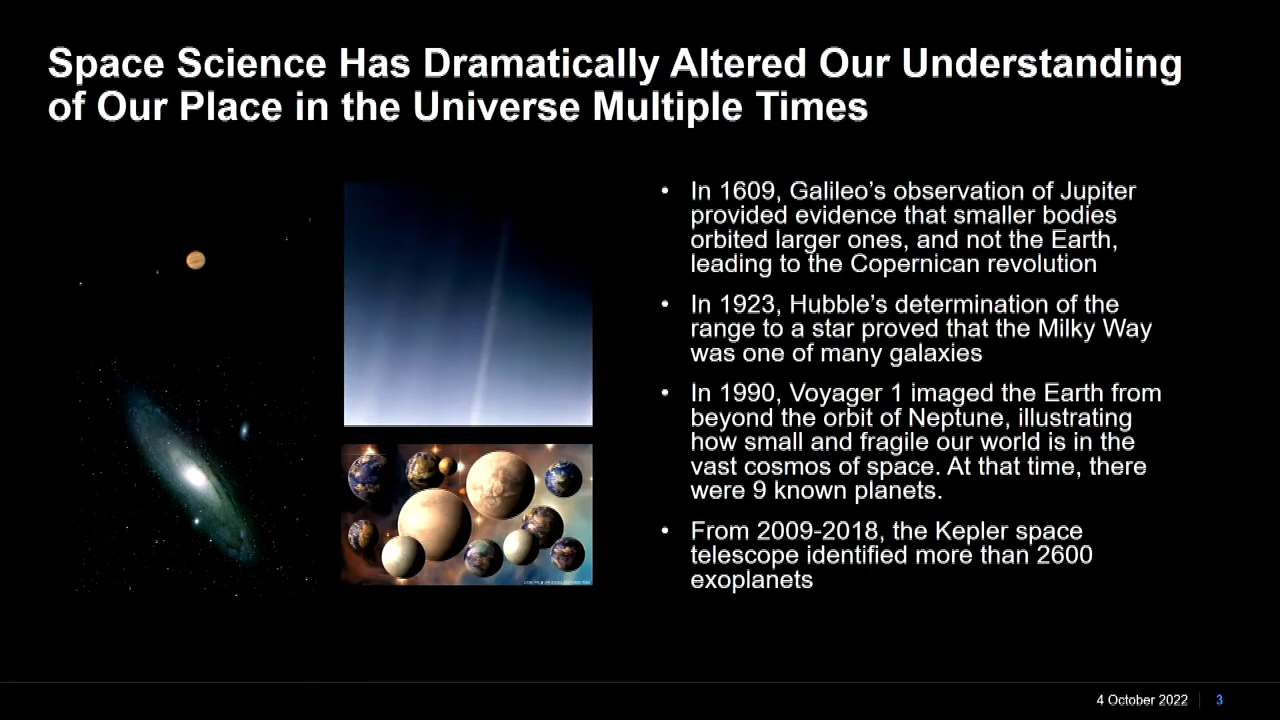 Space Science Has Dramatically Altered Our Understanding
of Our Place in the Universe Multiple Times
• In 1609, Galileo’s observation of Jupiter
provided evidence that smaller bodies
orbited larger ones, and not the Earth,
leading to the Copernican revolution
• In 1923, Hubble’s determination of the
range to a star proved that the Milky Way
was one of many galaxies
• In 1990, Voyager 1 imaged the Earth from
beyond the orbit of Neptune, illustrating
how small and fragile our world is in the
vast cosmos of space. At that time, there
were 9 known planets.
• From 2009-2018, the Kepler space
telescope identified more than 2600
exoplanets
4 October 2022
3